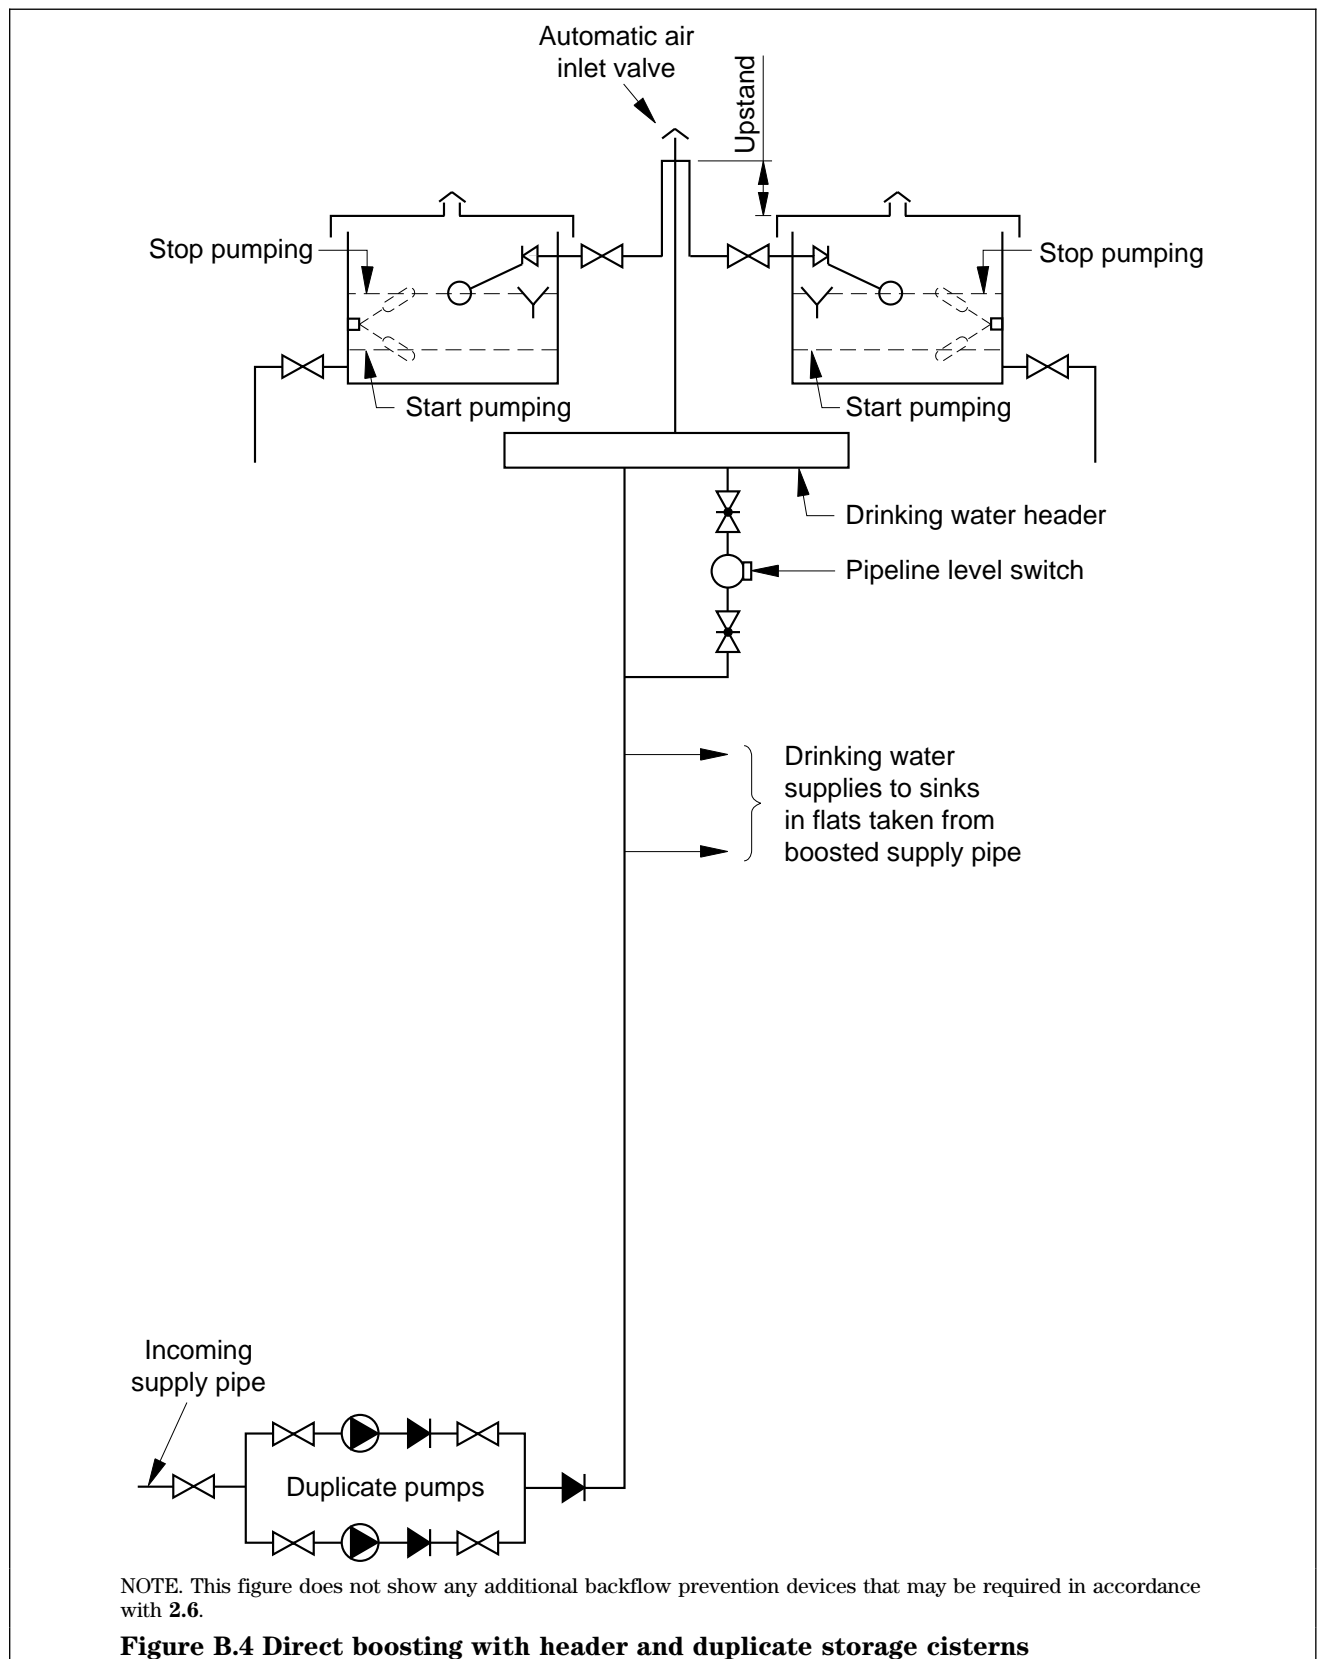 Automatic air
inlet valve
Upstand
Stop pumping
Stop pumping
Start pumping
Start pumping
Drinking water header
Pipeline level switch
Drinking water
supplies to sinks
in flats taken from
boosted supply pipe
Incoming
supply pipe
Duplicate pumps
NOTE. This figure does not show any additional backflow prevention devices that may be required in accordance
with 2.6.
Figure B.4 Direct boosting with header and duplicate storage cisterns